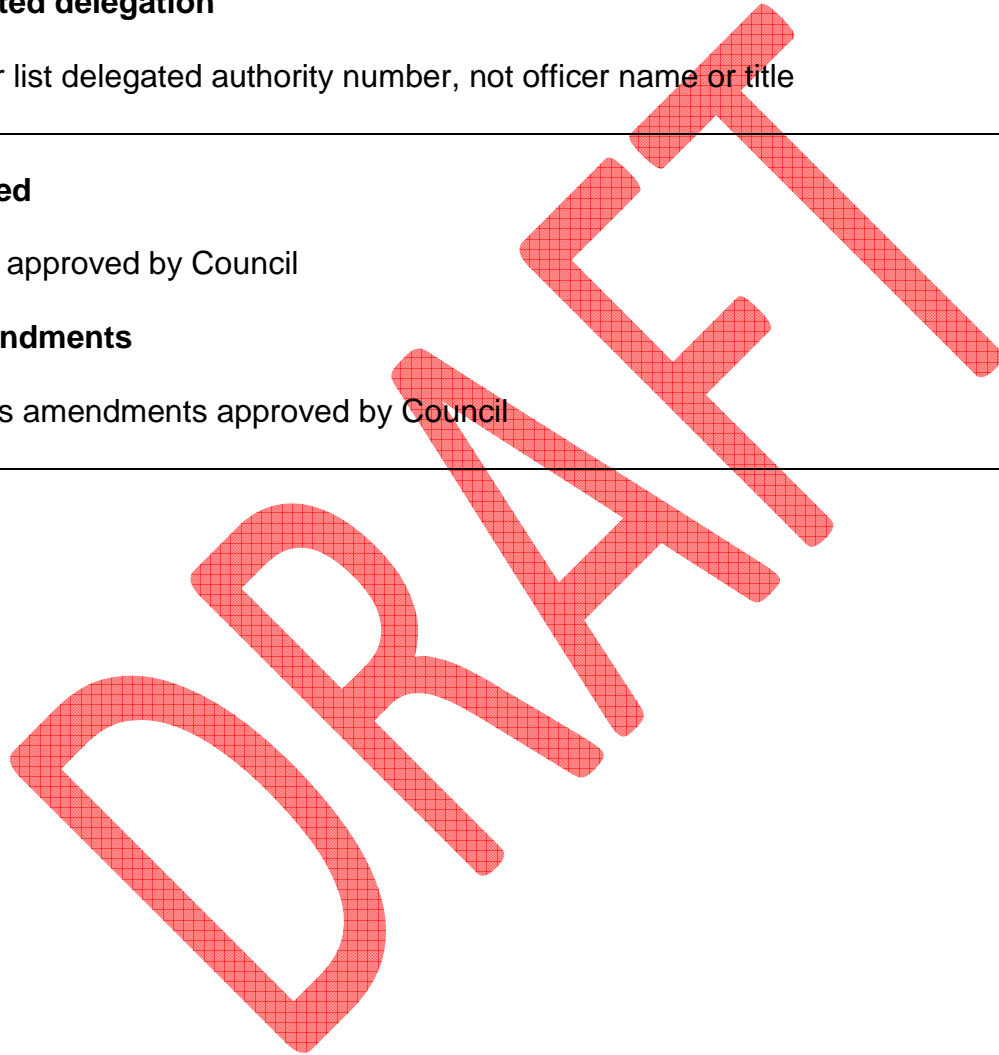 ted delegation
r list delegated authority number, not officer name or title
ed
approved by Council
ndments
s amendments approved by Council
DRAFT